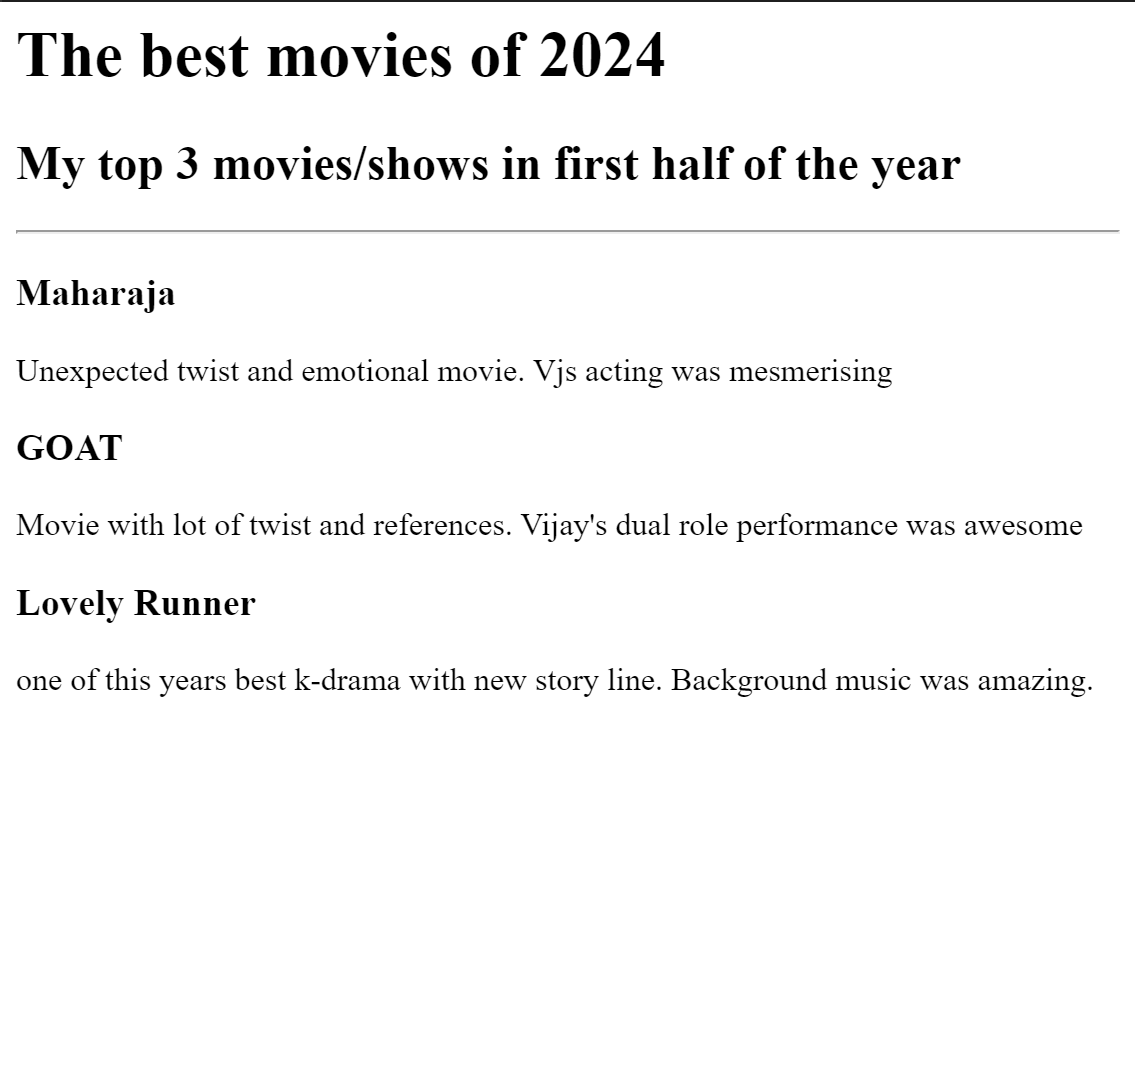 The best movies of 2024
My top 3 movies/shows in first half of the year
Maharaja
Unexpected twist and emotional movie. Vjs acting was mesmerising
GOAT
Movie with lot of twist and references. Vijay's dual role performance was awesome
Lovely Runner
one of this years best k-drama with new story line. Background music was amazing.